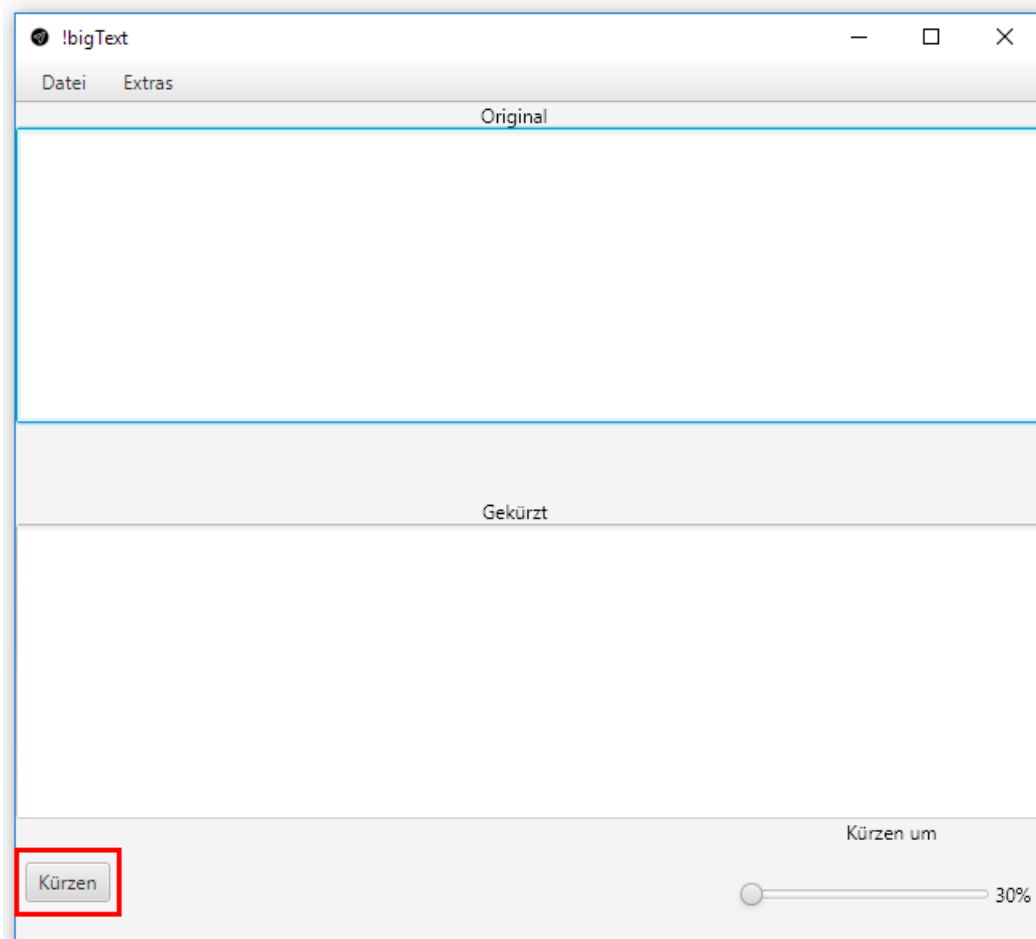 !bigText
Datei Extras
Original
Gekürzt
Kürzen um
Kürzen
30%